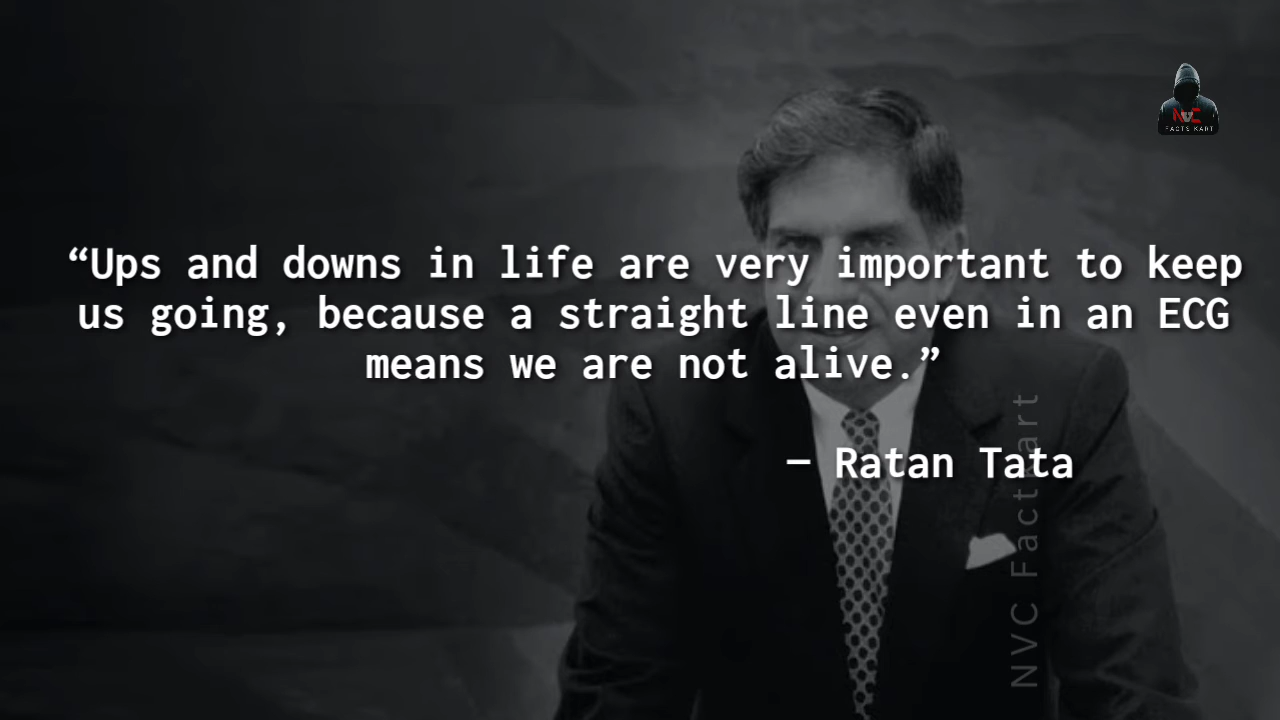 NVC
FACTS KART
“Ups and downs in life are very important to keep
us going, because a straight line even in an ECG
means we are not alive.”
— Ratan Tata
NVC Factkart